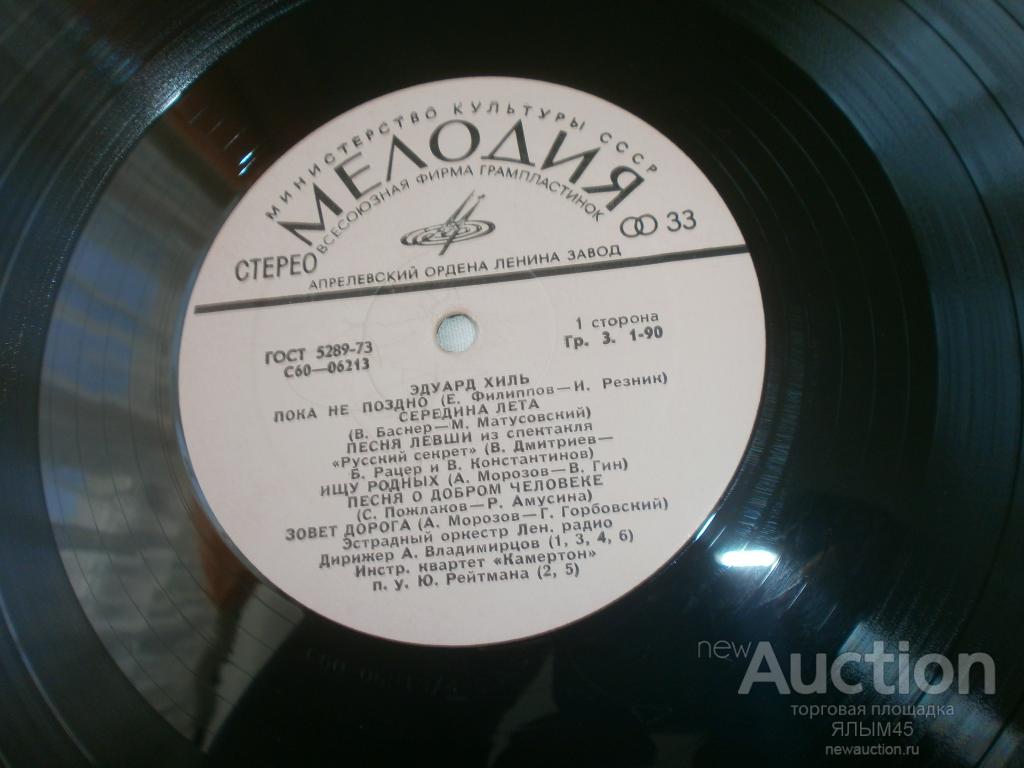 МИНИСТЕРСТВО КУЛЬТУРЫ СССР
МЕЛОДИЯ
ВСЕСОЮЗНАЯ ФИРМА ГРАМПЛАСТИНОК
СТЕРЕО
33
АПРЕЛЕВСКИЙ ОРДЕНА ЛЕНИНА ЗАВОД
ГОСТ 5289-73
С60—06213
1 сторона
Гр. 3. 1-90
ЭДУАРД ХИЛЬ
ПОКА НЕ ПОЗДНО (Е. Филиппов—И. Резник)
СЕРЕДИНА ЛЕТА
(В. Баснер—М. Матусовский)
ПЕСНЯ ЛЕВШИ из спектакля
«Русский секрет» (В. Дмитриев—
Б. Рацер и В. Константинов)
ИЩУ РОДНЫХ (А. Морозов—В. Гин)
ПЕСНЯ О ДОБРОМ ЧЕЛОВЕКЕ
(С. Пожлаков—Р. Амусина)
ЗОВЕТ ДОРОГА (А. Морозов—Г. Горбовский)
Эстрадный оркестр Лен. радио
Дирижер А. Владимирцов (1, 3, 4, 6)
Инстр. квартет «Камертон»
п. у. Ю. Рейтмана (2, 5)
new Auction
торговая площадка
ЯЛЫМ45
newauction.ru